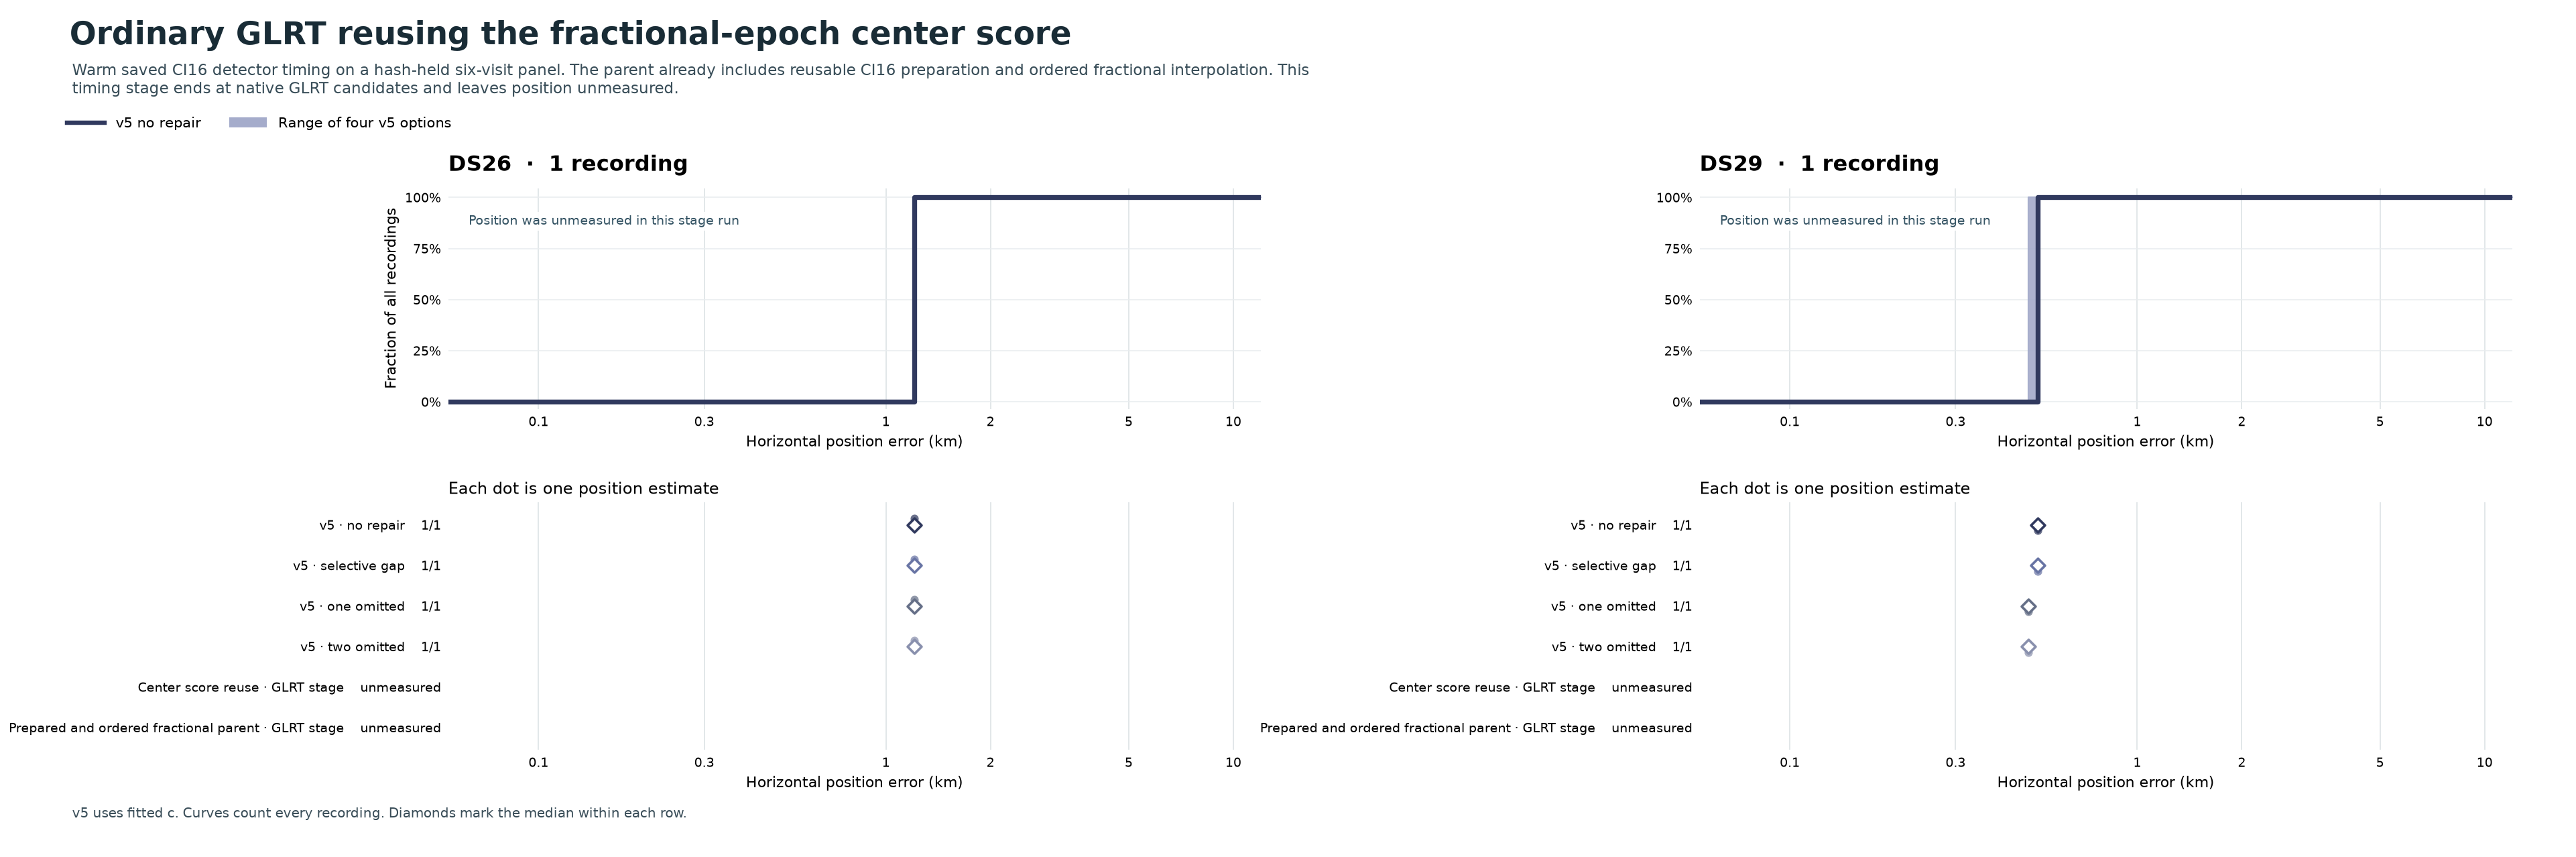 Ordinary GLRT reusing the fractional-epoch center score
Warm saved CI16 detector timing on a hash-held six-visit panel. The parent already includes reusable CI16 preparation and ordered fractional interpolation. This
timing stage ends at native GLRT candidates and leaves position unmeasured.
v5 no repair
Range of four v5 options
DS26 · 1 recording
Fraction of all recordings
100%
75%
50%
25%
0%
Position was unmeasured in this stage run
0.1 0.3 1 2 5 10
Horizontal position error (km)
DS29 · 1 recording
100%
75%
50%
25%
0%
Position was unmeasured in this stage run
0.1 0.3 1 2 5 10
Horizontal position error (km)
Each dot is one position estimate
v5 · no repair 1/1
v5 · selective gap 1/1
v5 · one omitted 1/1
v5 · two omitted 1/1
Center score reuse · GLRT stage unmeasured
Prepared and ordered fractional parent · GLRT stage unmeasured
0.1 0.3 1 2 5 10
Horizontal position error (km)
Each dot is one position estimate
v5 · no repair 1/1
v5 · selective gap 1/1
v5 · one omitted 1/1
v5 · two omitted 1/1
Center score reuse · GLRT stage unmeasured
Prepared and ordered fractional parent · GLRT stage unmeasured
0.1 0.3 1 2 5 10
Horizontal position error (km)
v5 uses fitted c. Curves count every recording. Diamonds mark the median within each row.